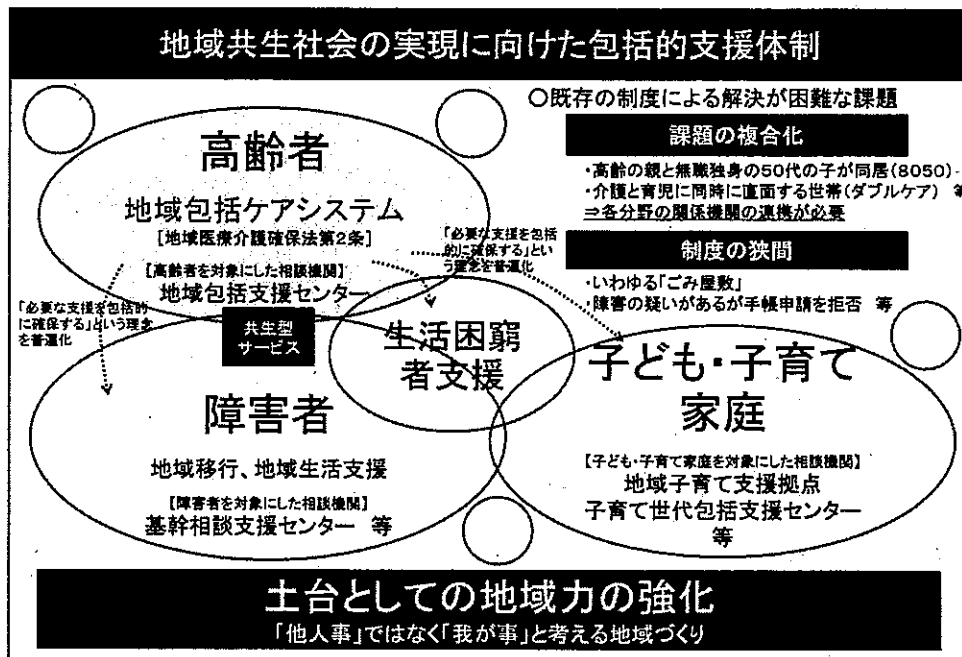 地域共生社会の実現に向けた包括的支援体制
○既存の制度による解決が困難な課題
課題の複合化
・高齢の親と無職独身の50代の子が同居(8050)
・介護と育児に同時に直面する世帯(ダブルケア) 等
⇒各分野の関係機関の連携が必要
制度の狭間
・いわゆる「ごみ屋敷」
・障害の疑いがあるが手帳申請を拒否 等
高齢者
地域包括ケアシステム
[地域医療介護確保法第2条]
【高齢者を対象にした相談機関】
地域包括支援センター
「必要な支援を包括
的に確保する」とい
う理念を普遍化
「必要な支援を包括的
に確保する」という理念
を普遍化
共生型
サービス
生活困窮
者支援
障害者
地域移行、地域生活支援
【障害者を対象にした相談機関】
基幹相談支援センター 等
子ども・子育て
家庭
【子ども・子育て家庭を対象にした相談機関】
地域子育て支援拠点
子育て世代包括支援センター
等
土台としての地域力の強化
「他人事」ではなく「我が事」と考える地域づくり